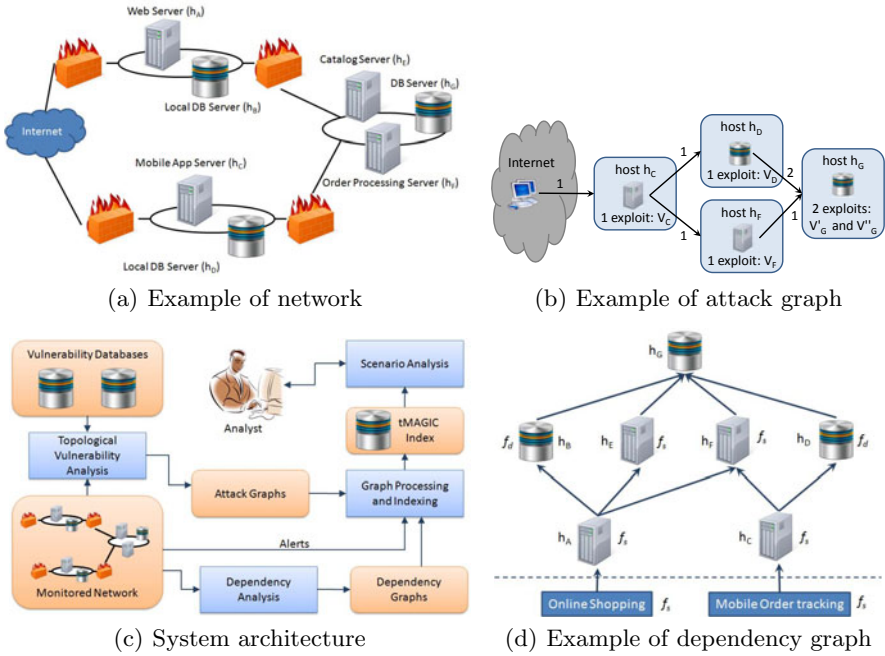 Web Server (hA)
Catalog Server (hE)
DB Server (hG)
Local DB Server (hB)
Internet
Mobile App Server (hC)
Order Processing Server (hF)
Local DB Server (hD)
(a) Example of network
Internet
1
host hC
1 exploit: VC
1
1
host hD
1 exploit: VD
host hF
1 exploit: VF
2
1
host hG
2 exploits:
V'G and V''G
(b) Example of attack graph
Vulnerability Databases
Topological
Vulnerability
Analysis
Monitored Network
Analyst
Scenario Analysis
tMAGIC
Index
Attack Graphs
Graph Processing
and Indexing
Alerts
Dependency
Analysis
Dependency
Graphs
(c) System architecture
hG
fd
hB
hE
fs
hF
fs
hD
fd
hA
fs
hC
fs
Online Shopping
fs
Mobile Order tracking
fs
(d) Example of dependency graph